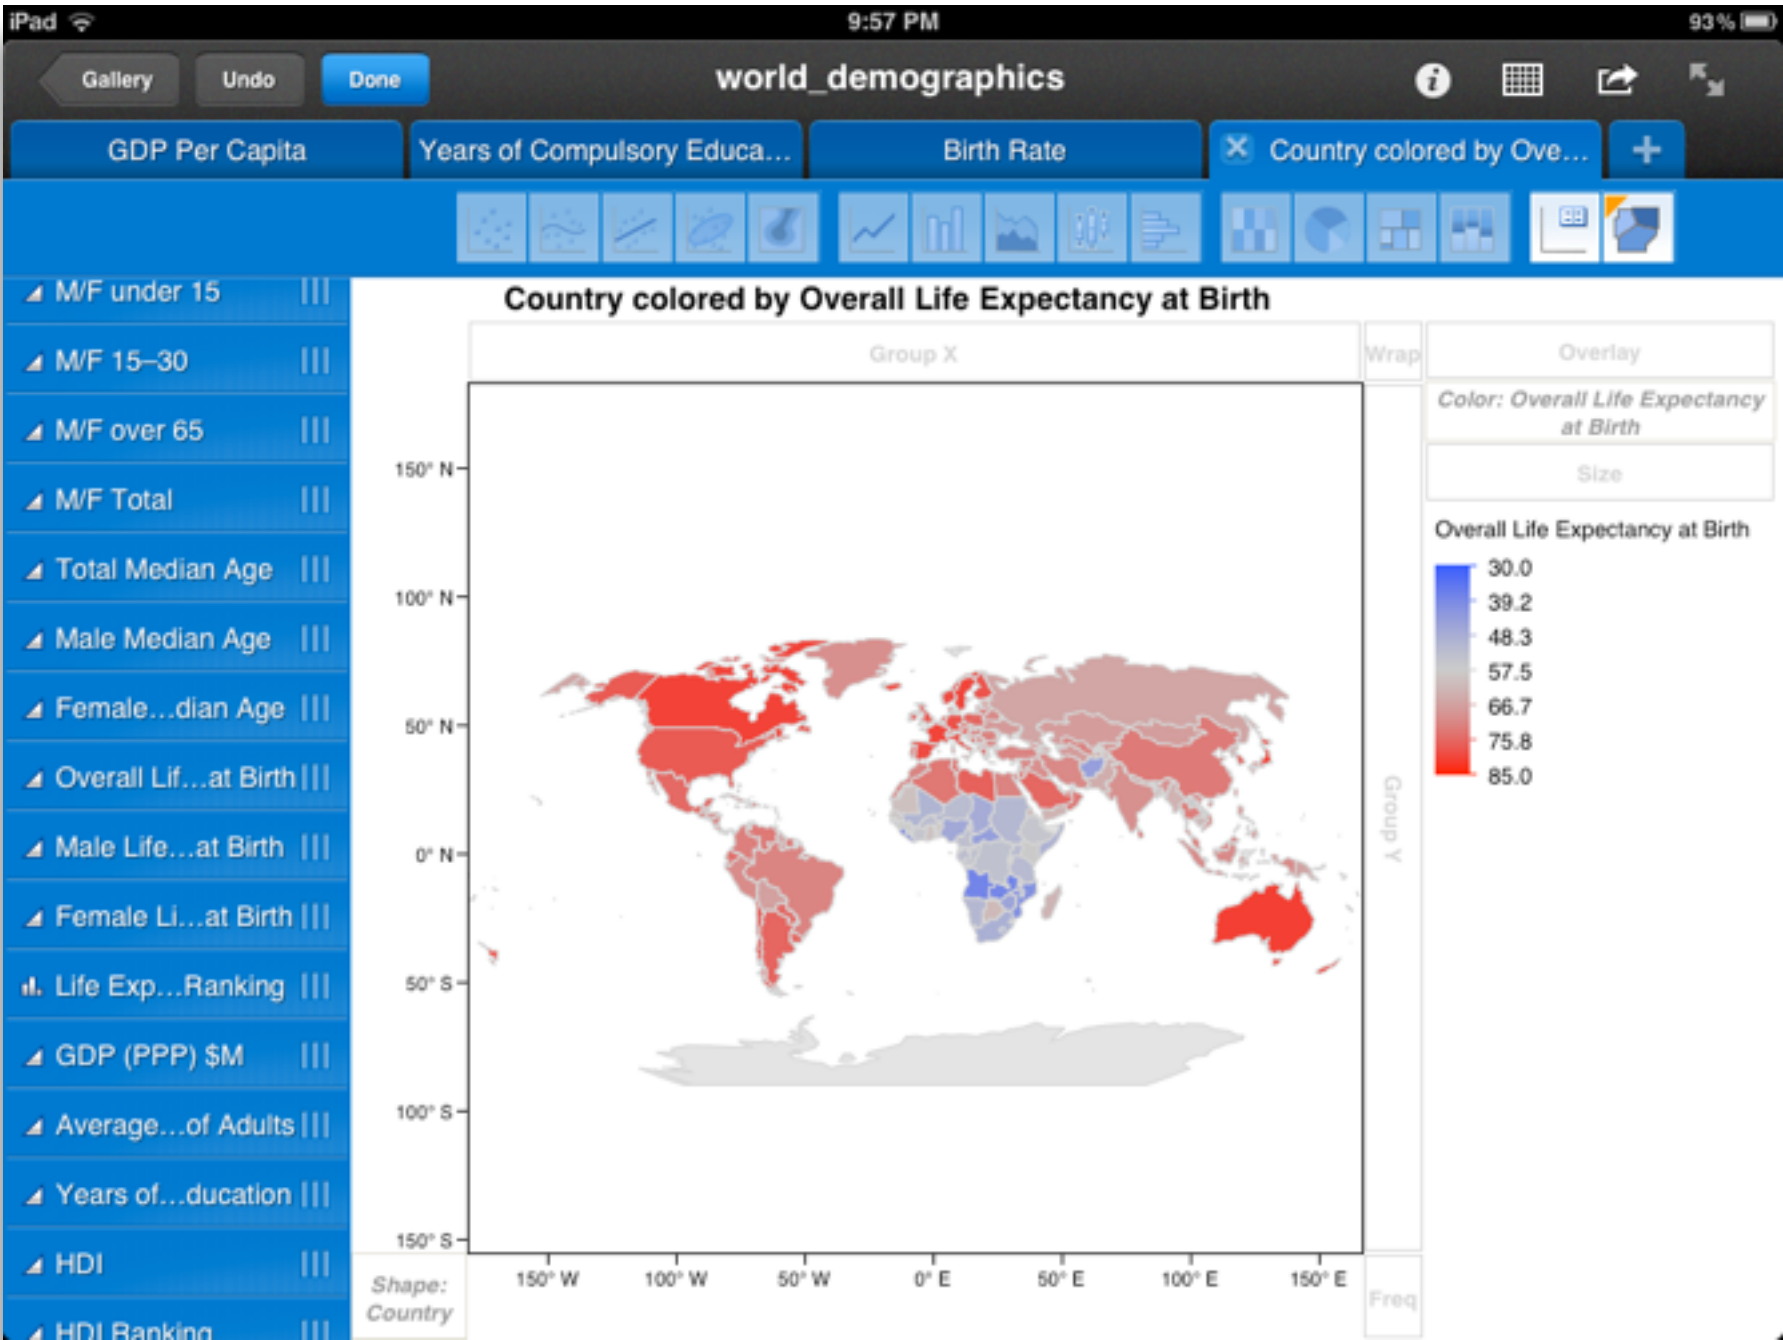 iPad 9:57 PM 93%
Gallery Undo Done world_demographics
GDP Per Capita Years of Compulsory Educa... Birth Rate Country colored by Ove...
M/F under 15
M/F 15–30
M/F over 65
M/F Total
Total Median Age
Male Median Age
Female...dian Age
Overall Lif...at Birth
Male Life...at Birth
Female Li...at Birth
Life Exp...Ranking
GDP (PPP) $M
Average...of Adults
Years of...ducation
HDI
HDI Ranking
Country colored by Overall Life Expectancy at Birth
Group X
Wrap
Overlay
Color: Overall Life Expectancy
at Birth
Size
Overall Life Expectancy at Birth
30.0
39.2
48.3
57.5
66.7
75.8
85.0
Group Y
150° N
100° N
50° N
0° N
50° S
100° S
150° S
150° W 100° W 50° W 0° E 50° E 100° E 150° E
Shape:
Country
Freq